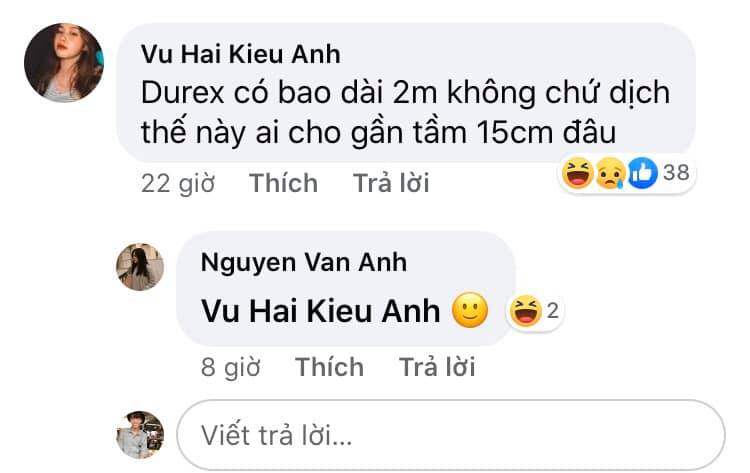 Vu Hai Kieu Anh
Durex có bao dài 2m không chứ dịch
thế này ai cho gần tầm 15cm đâu
22 giờ Thích Trả lời 38
Nguyen Van Anh
Vu Hai Kieu Anh 🙂 2
8 giờ Thích Trả lời
Viết trả lời...